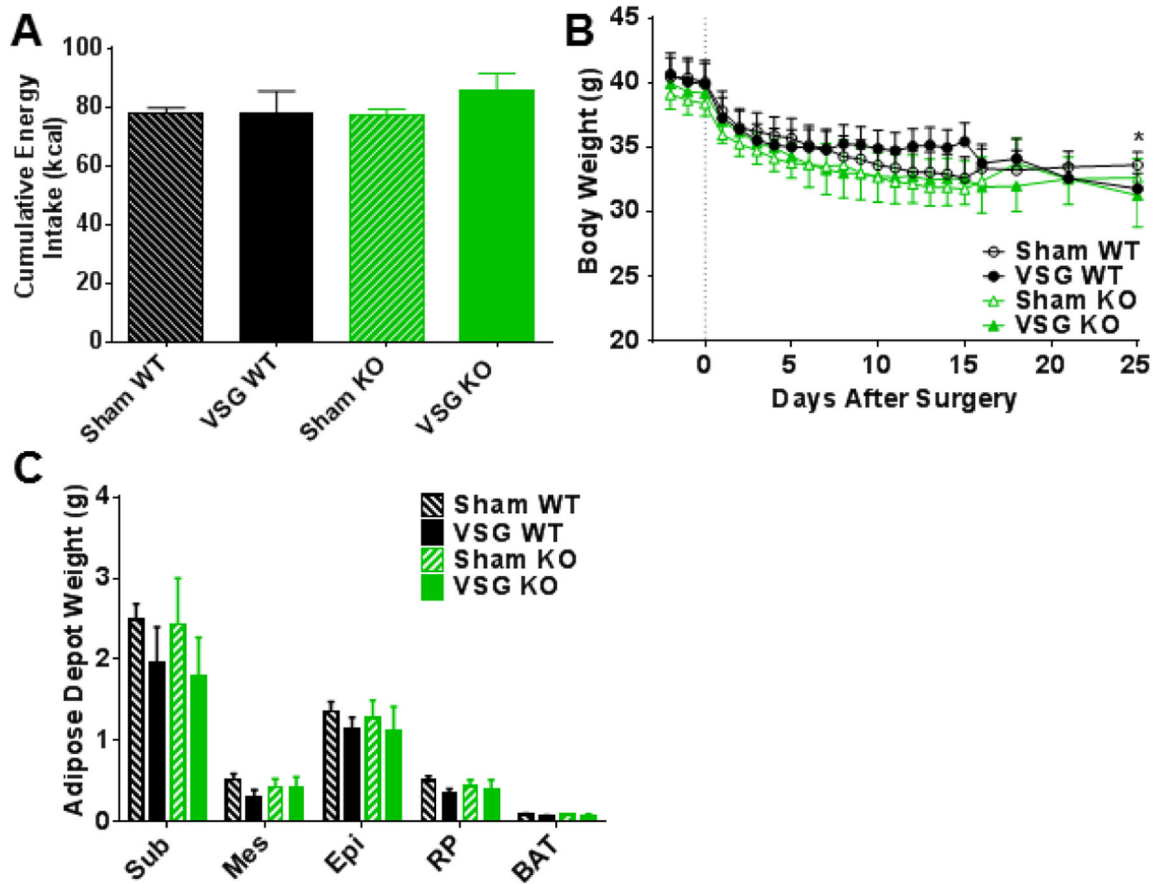 A
Cumulative Energy
Intake (kcal)
100
80
60
40
20
0
Sham WT
VSG WT
Sham KO
VSG KO
B
Body Weight (g)
45
40
35
30
25
20
*
Sham WT
VSG WT
Sham KO
VSG KO
0 5 10 15 20 25
Days After Surgery
C
Adipose Depot Weight (g)
4
3
2
1
0
Sham WT
VSG WT
Sham KO
VSG KO
Sub
Mes
Epi
RP
BAT